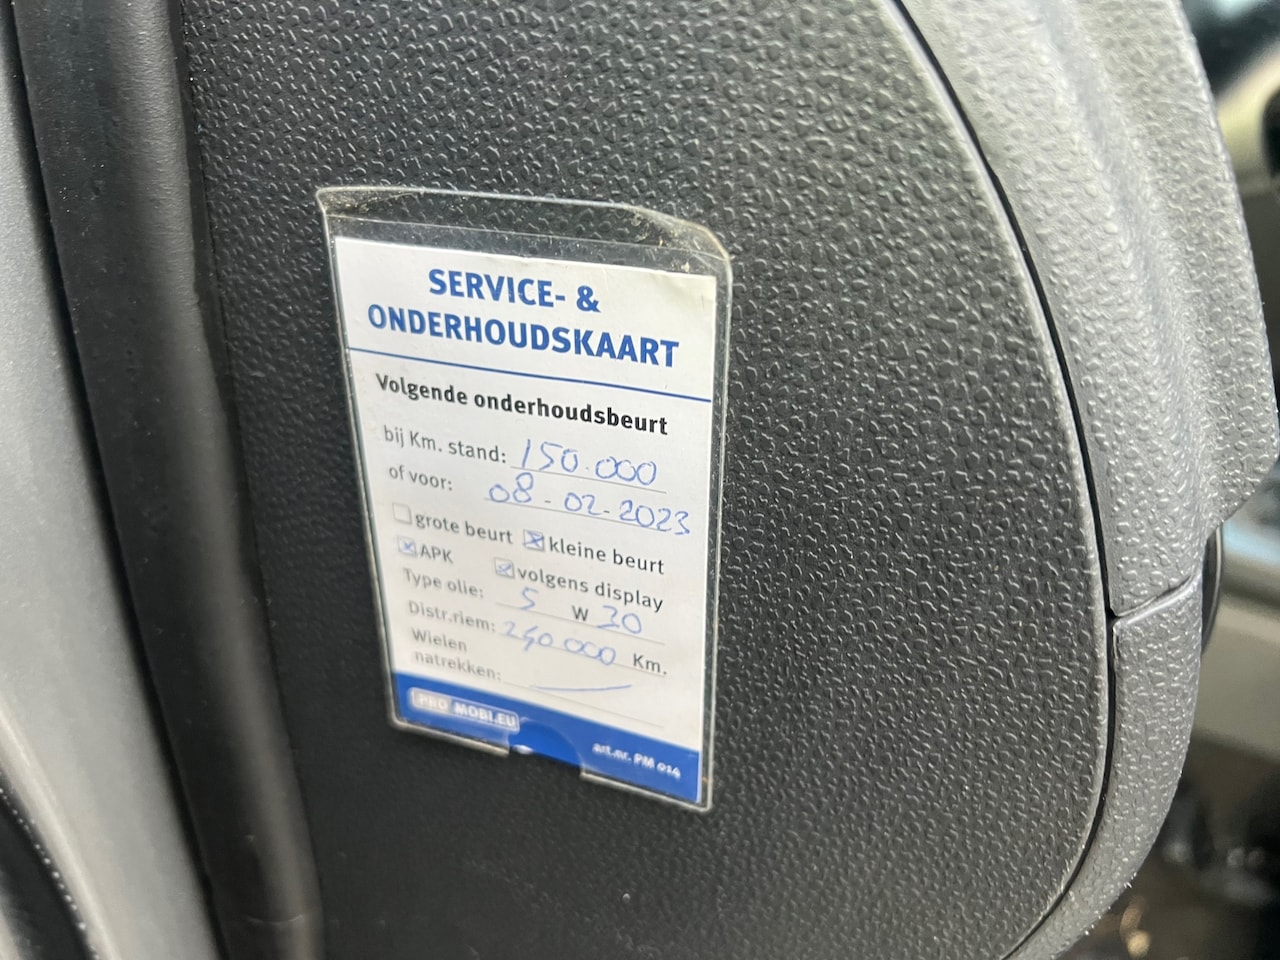 SERVICE- &
ONDERHOUDSKAART
Volgende onderhoudsbeurt
bij Km. stand: 150.000
of voor: 08-02-2023
grote beurt kleine beurt
APK volgens display
Type olie: 5 W 30
Distr.riem: 240.000 Km.
Wielen
natrekken:
PRO MOBI.EU art.nr. PM 014